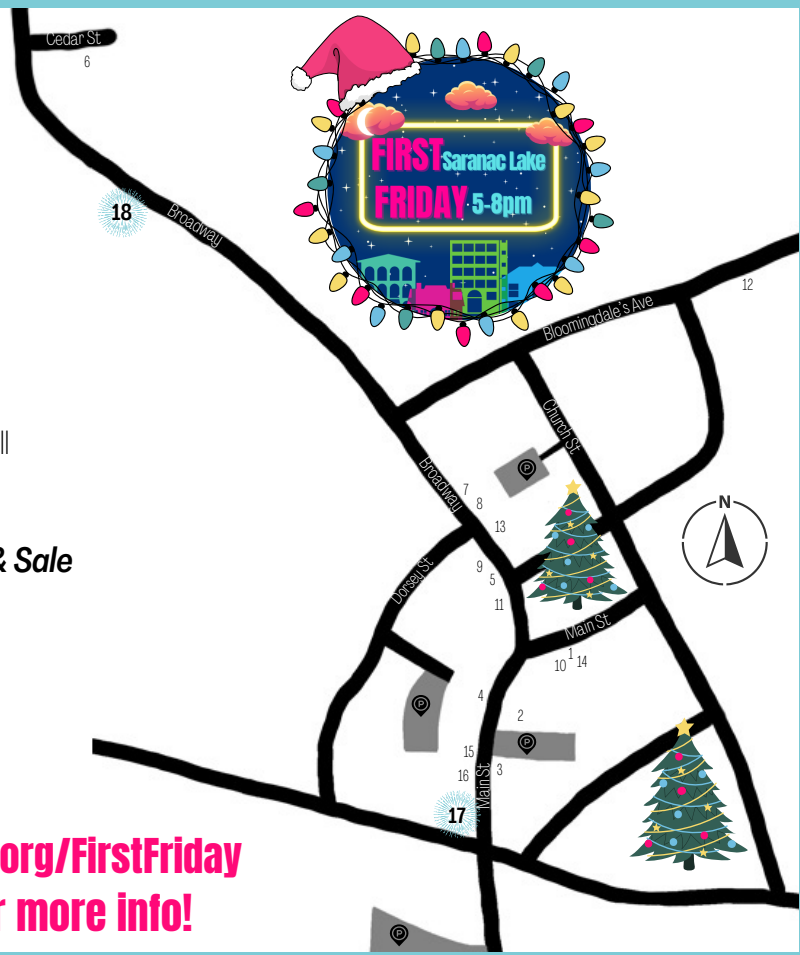 Cedar St
6
FIRST Saranac Lake
FRIDAY 5-8pm
18
Broadway
12
Bloomingdale's Ave
Church St
ll
P
Broadway
7
8
13
N
& Sale
9
5
Dorsey St
11
Main St
1
10
14
4
P
2
P
15
3
16
Main St
17
org/FirstFriday
r more info!
P